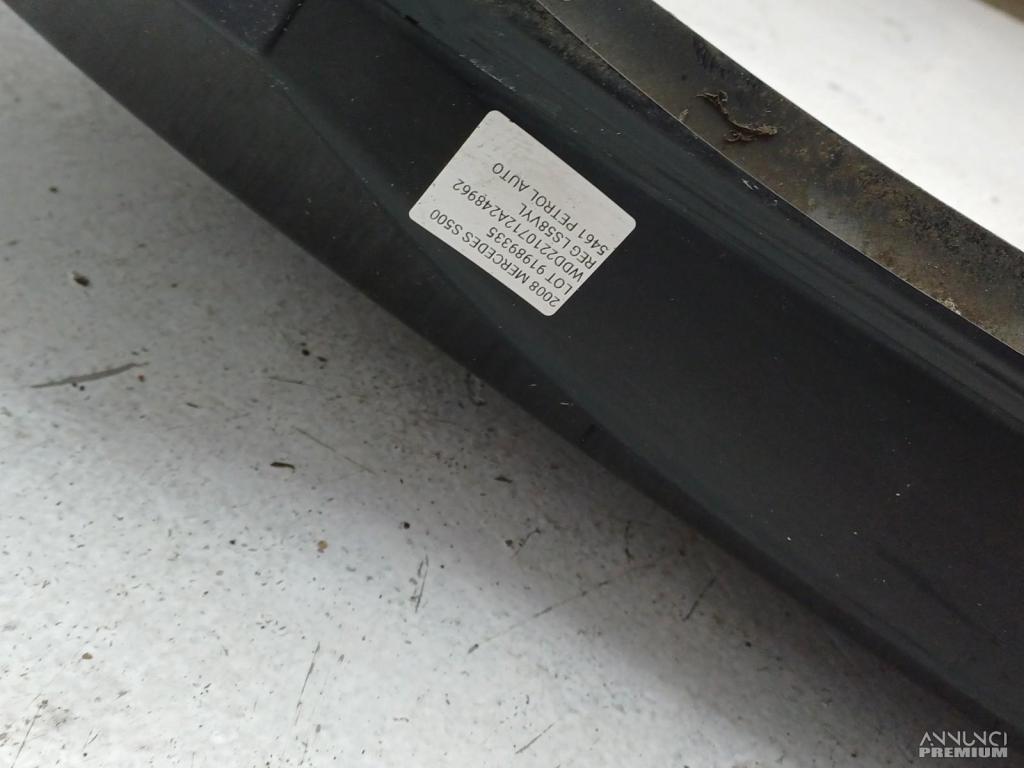 2008 MERCEDES S500
LOT 91989335
WDD2210712A248962
REG LS58VYL
5461 PETROL AUTO
ANNUNCI
PREMIUM